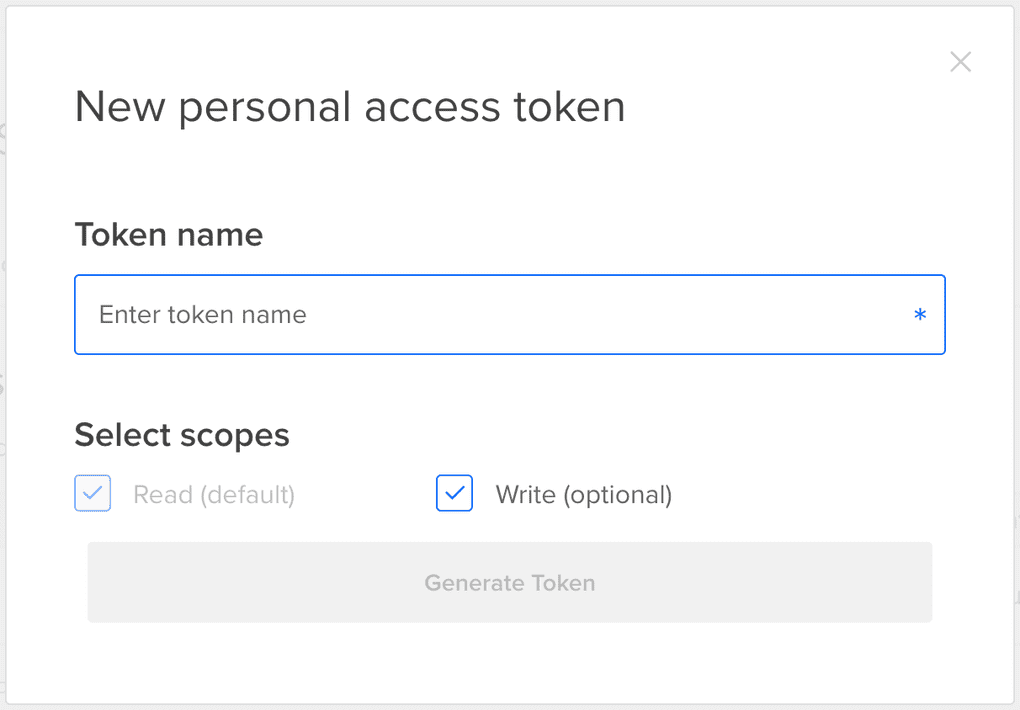 New personal access token
Token name
Enter token name *
Select scopes
Read (default) Write (optional)
Generate Token